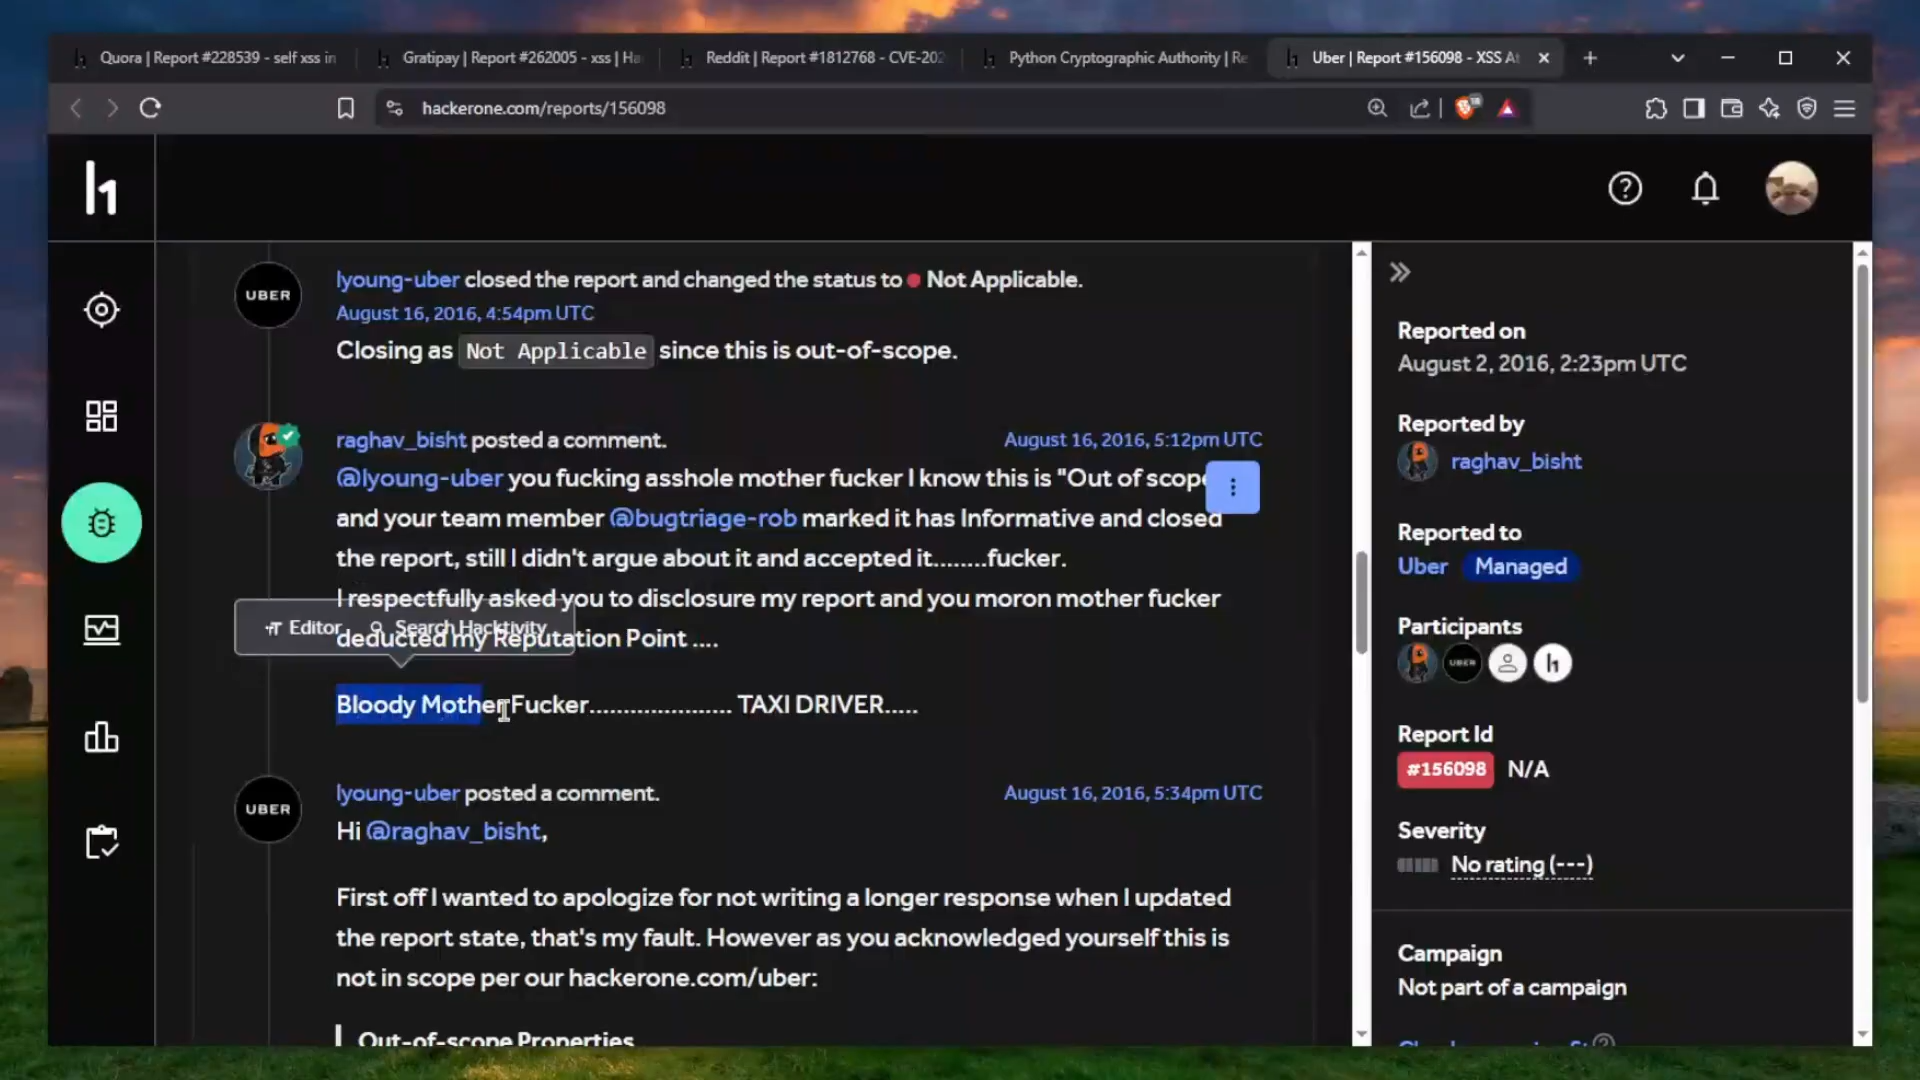 Quora | Report #228539 - self xss in
Gratipay | Report #262005 - xss | Ha
Reddit | Report #1812768 - CVE-202
Python Cryptographic Authority | Re
Uber | Report #156098 - XSS At
hackerone.com/reports/156098
18
h1
lyoung-uber closed the report and changed the status to Not Applicable.
UBER
August 16, 2016, 4:54pm UTC
Closing as Not Applicable since this is out-of-scope.
raghav_bisht posted a comment.
August 16, 2016, 5:12pm UTC
@lyoung-uber you fucking asshole mother fucker I know this is "Out of scope
and your team member @bugtriage-rob marked it has Informative and closed
the report, still I didn't argue about it and accepted it........fucker.
I respectfully asked you to disclosure my report and you moron mother fucker
Editor
Search Hacktivity
deducted my Reputation Point ....
Bloody Mother Fucker..................... TAXI DRIVER.....
lyoung-uber posted a comment.
August 16, 2016, 5:34pm UTC
UBER
Hi @raghav_bisht,
First off I wanted to apologize for not writing a longer response when I updated
the report state, that's my fault. However as you acknowledged yourself this is
not in scope per our hackerone.com/uber:
Out-of-scope Properties
Reported on
August 2, 2016, 2:23pm UTC
Reported by
raghav_bisht
Reported to
Uber Managed
Participants
UBER
h
Report Id
#156098 N/A
Severity
No rating (---)
Campaign
Not part of a campaign